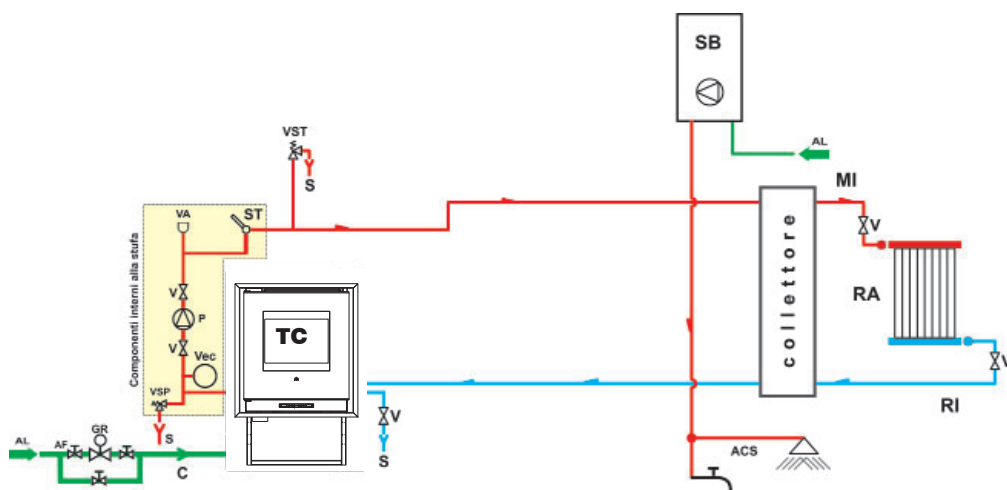 SB
VST
AL
S
MI
VA
ST
V
Componenti interni alla stufa
collettore
V
P
RA
TC
V
Vec
V
VSP
V
RI
S
GR
AL
AF
S
C
ACS